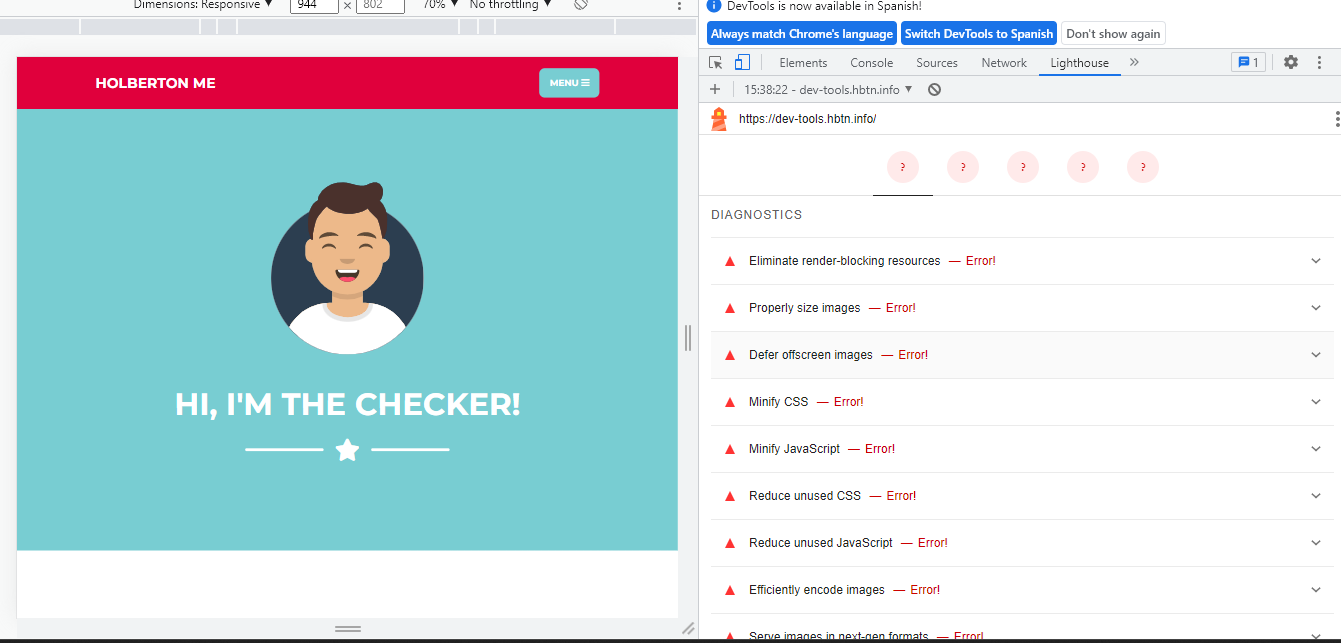 Dimensions: Responsive ▼ 944 × 802 70% ▼ No throttling ▼
DevTools is now available in Spanish!
Always match Chrome's language Switch DevTools to Spanish Don't show again
Elements Console Sources Network Lighthouse » 1
+ 15:38:22 - dev-tools.hbtn.info ▼
https://dev-tools.hbtn.info/
? ? ? ? ?
HOLBERTON ME
MENU
HI, I'M THE CHECKER!
DIAGNOSTICS
Eliminate render-blocking resources — Error!
Properly size images — Error!
Defer offscreen images — Error!
Minify CSS — Error!
Minify JavaScript — Error!
Reduce unused CSS — Error!
Reduce unused JavaScript — Error!
Efficiently encode images — Error!
Serve images in next-gen formats — Error!